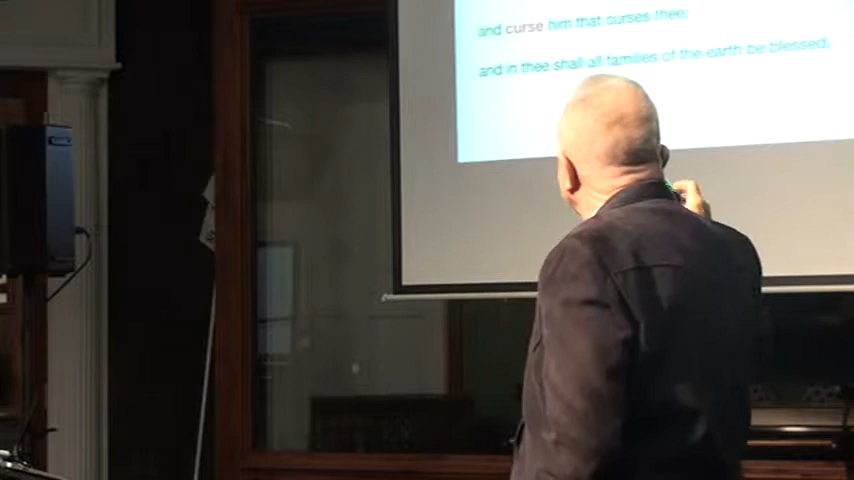 and curse him that curses thee:
and in thee shall all families of the earth be blessed.